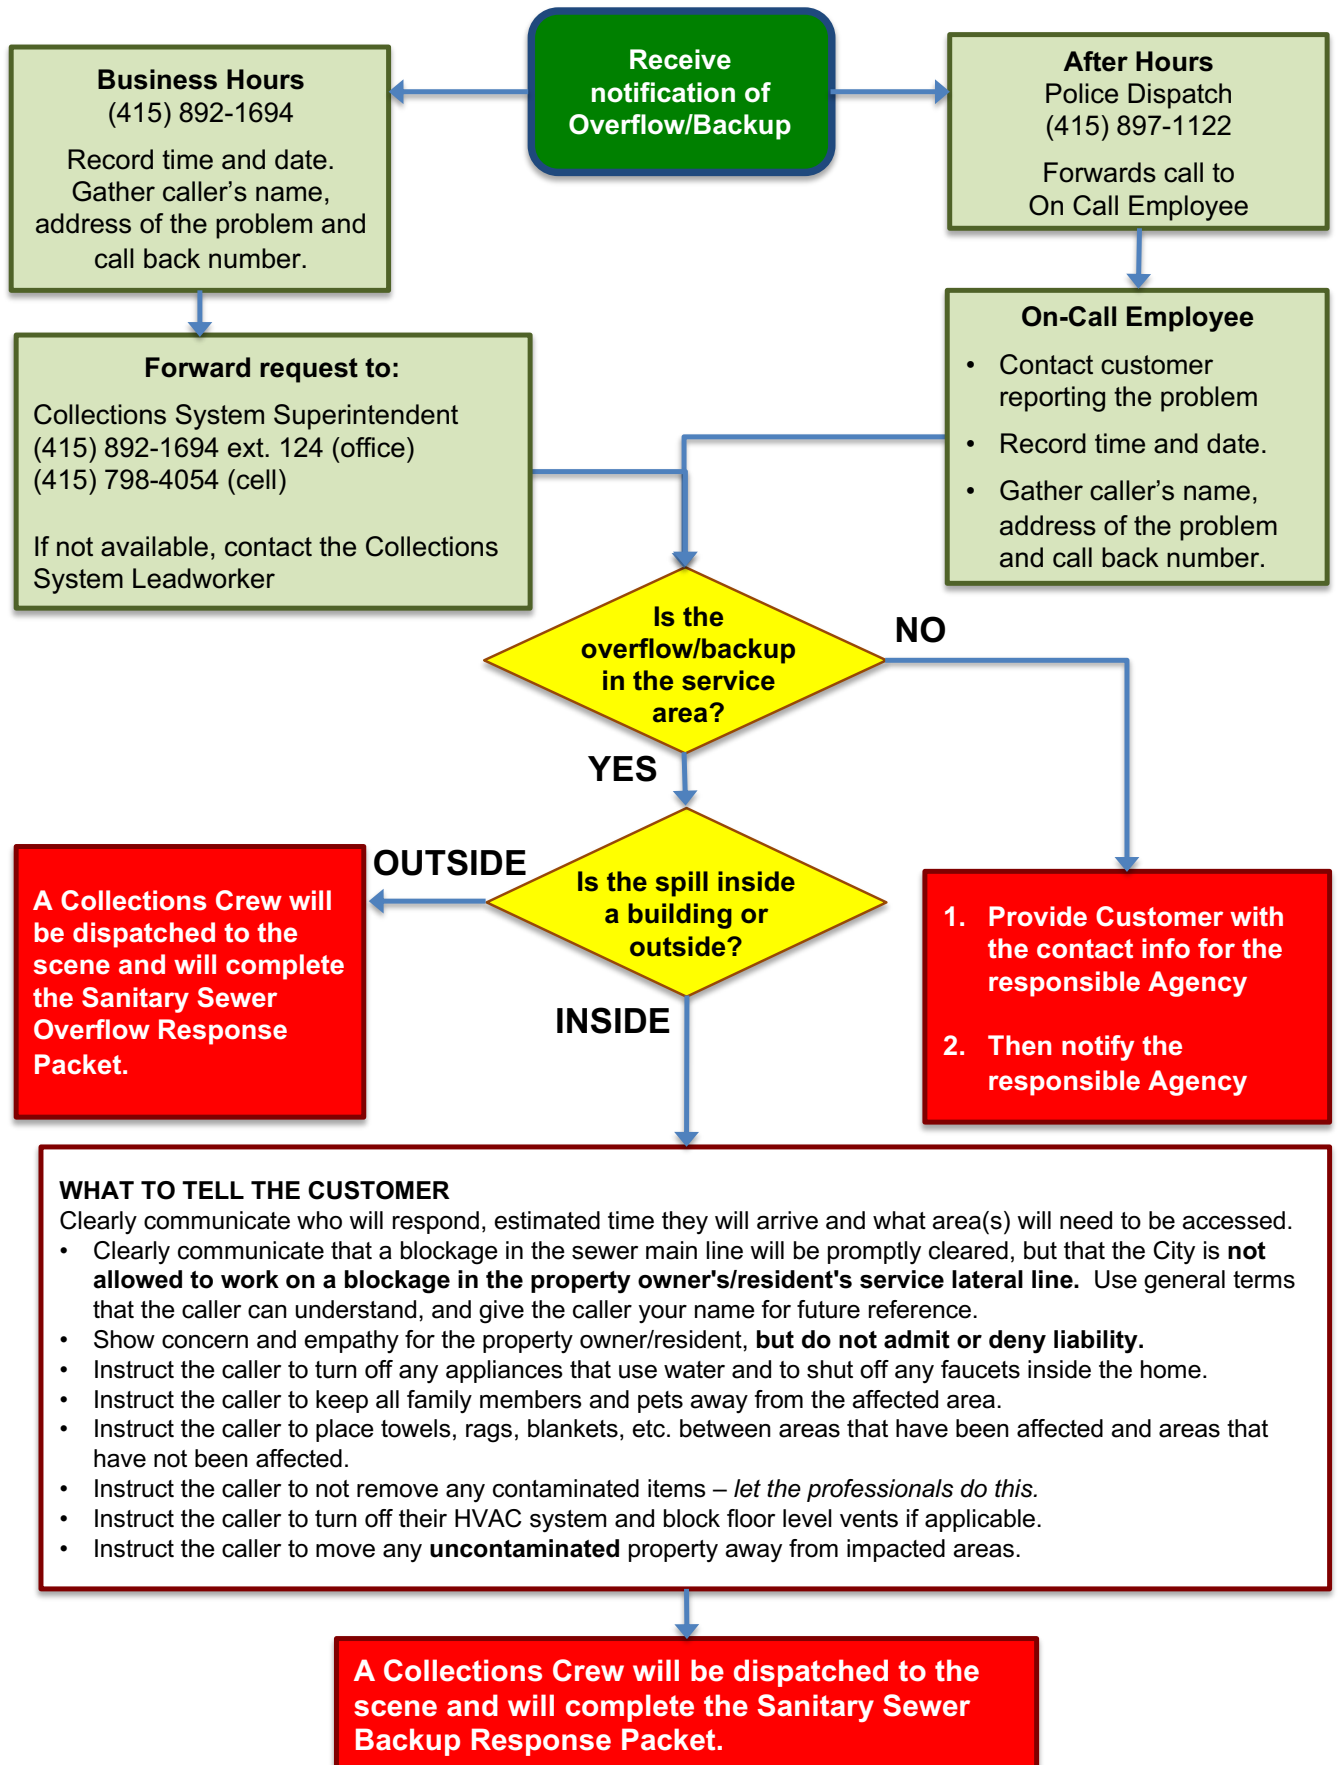 Receive
notification of
Overflow/Backup
Business Hours
(415) 892-1694
Record time and date.
Gather caller’s name,
address of the problem and
call back number.
After Hours
Police Dispatch
(415) 897-1122
Forwards call to
On Call Employee
Forward request to:
Collections System Superintendent
(415) 892-1694 ext. 124 (office)
(415) 798-4054 (cell)
If not available, contact the Collections
System Leadworker
On-Call Employee
• Contact customer
reporting the problem
• Record time and date.
• Gather caller’s name,
address of the problem
and call back number.
Is the
overflow/backup
in the service
area?
NO
YES
Is the spill inside
a building or
outside?
OUTSIDE
INSIDE
A Collections Crew will
be dispatched to the
scene and will complete
the Sanitary Sewer
Overflow Response
Packet.
1. Provide Customer with
the contact info for the
responsible Agency
2. Then notify the
responsible Agency
WHAT TO TELL THE CUSTOMER
Clearly communicate who will respond, estimated time they will arrive and what area(s) will need to be accessed.
• Clearly communicate that a blockage in the sewer main line will be promptly cleared, but that the City is not
allowed to work on a blockage in the property owner's/resident's service lateral line. Use general terms
that the caller can understand, and give the caller your name for future reference.
• Show concern and empathy for the property owner/resident, but do not admit or deny liability.
• Instruct the caller to turn off any appliances that use water and to shut off any faucets inside the home.
• Instruct the caller to keep all family members and pets away from the affected area.
• Instruct the caller to place towels, rags, blankets, etc. between areas that have been affected and areas that
have not been affected.
• Instruct the caller to not remove any contaminated items – let the professionals do this.
• Instruct the caller to turn off their HVAC system and block floor level vents if applicable.
• Instruct the caller to move any uncontaminated property away from impacted areas.
A Collections Crew will be dispatched to the
scene and will complete the Sanitary Sewer
Backup Response Packet.